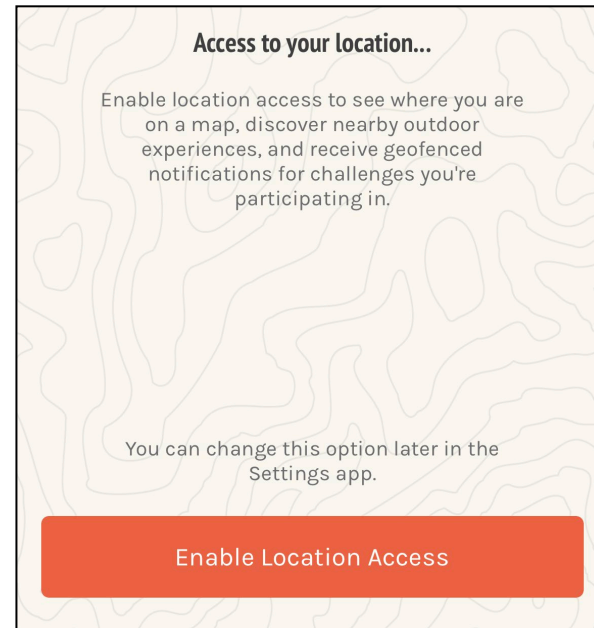 Access to your location...
Enable location access to see where you are
on a map, discover nearby outdoor
experiences, and receive geofenced
notifications for challenges you're
participating in.
You can change this option later in the
Settings app.
Enable Location Access